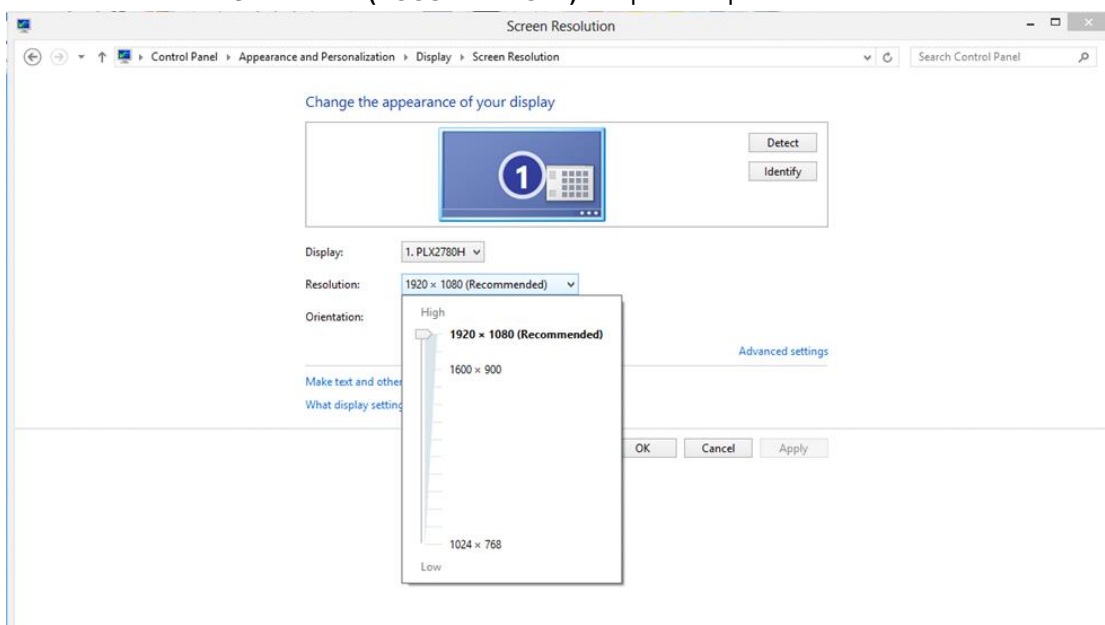 Screen Resolution
Control Panel Appearance and Personalization Display Screen Resolution
Search Control Panel
Change the appearance of your display
1
Detect
Identify
Display: 1. PLX2780H
Resolution: 1920 × 1080 (Recommended)
Orientation:
High
1920 × 1080 (Recommended)
1600 × 900
1024 × 768
Low
Advanced settings
Make text and other
What display setting
OK Cancel Apply